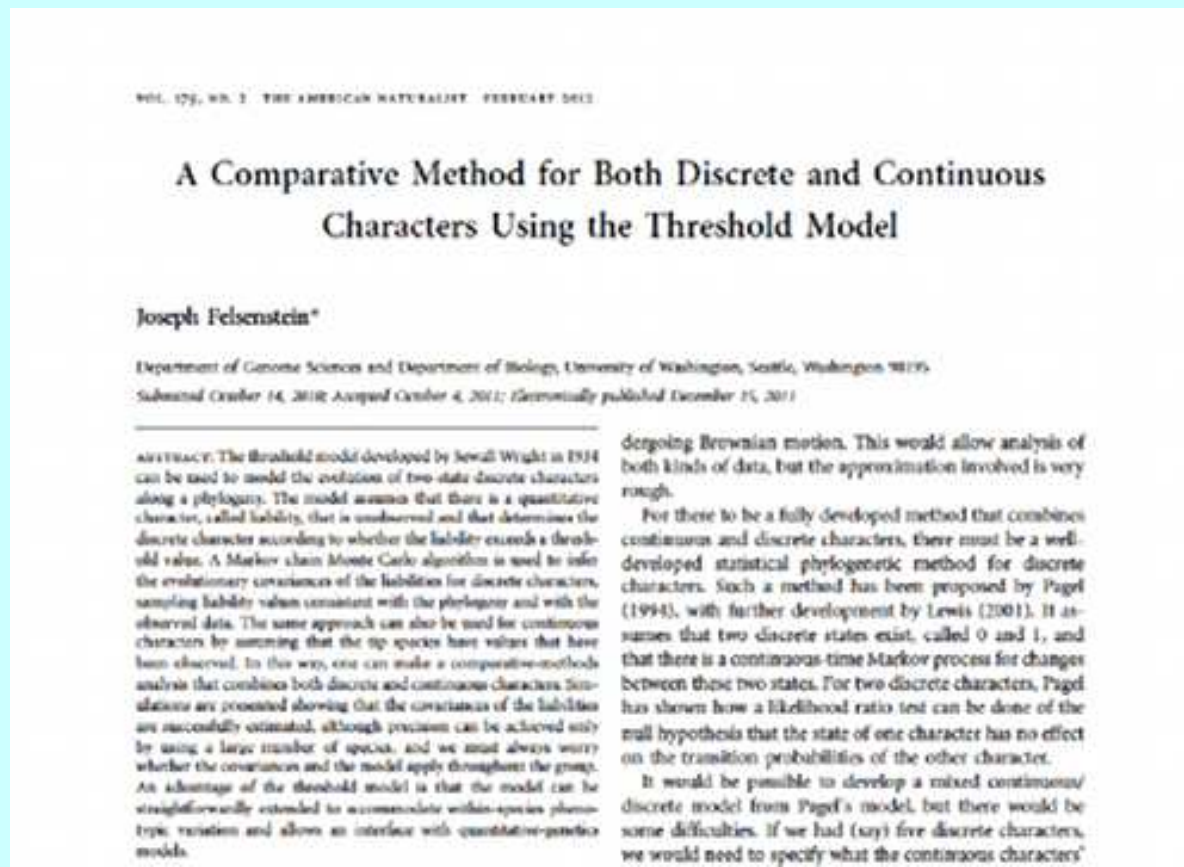 VOL. 179, NO. 2 THE AMERICAN NATURALIST FEBRUARY 2012
A Comparative Method for Both Discrete and Continuous
Characters Using the Threshold Model
Joseph Felsenstein*
Department of Genome Sciences and Department of Biology, University of Washington, Seattle, Washington 98195
Submitted October 14, 2010; Accepted October 4, 2011; Electronically published December 15, 2011
ABSTRACT: The threshold model developed by Sewall Wright in 1934
can be used to model the evolution of two-state discrete characters
along a phylogeny. The model assumes that there is a quantitative
character, called liability, that is unobserved and that determines the
discrete character according to whether the liability exceeds a thresh-
old value. A Markov chain Monte Carlo algorithm is used to infer
the evolutionary covariances of the liabilities for discrete characters,
sampling liability values consistent with the phylogeny and with the
observed data. The same approach can also be used for continuous
characters by assuming that the tip species have values that have
been observed. In this way, one can make a comparative-methods
analysis that combines both discrete and continuous characters. Sim-
ulations are presented showing that the covariances of the liabilities
are successfully estimated, although precision can be achieved only
by using a large number of species, and we must always worry
whether the covariances and the model apply throughout the group.
An advantage of the threshold model is that the model can be
straightforwardly extended to accommodate within-species pheno-
typic variation and allows an interface with quantitative-genetics
models.
dergoing Brownian motion. This would allow analysis of
both kinds of data, but the approximation involved is very
rough.
For there to be a fully developed method that combines
continuous and discrete characters, there must be a well-
developed statistical phylogenetic method for discrete
characters. Such a method has been proposed by Pagel
(1994), with further development by Lewis (2001). It as-
sumes that two discrete states exist, called 0 and 1, and
that there is a continuous-time Markov process for changes
between these two states. For two discrete characters, Pagel
has shown how a likelihood ratio test can be done of the
null hypothesis that the state of one character has no effect
on the transition probabilities of the other character.
It would be possible to develop a mixed continuous/
discrete model from Pagel's model, but there would be
some difficulties. If we had (say) five discrete characters,
we would need to specify what the continuous characters'